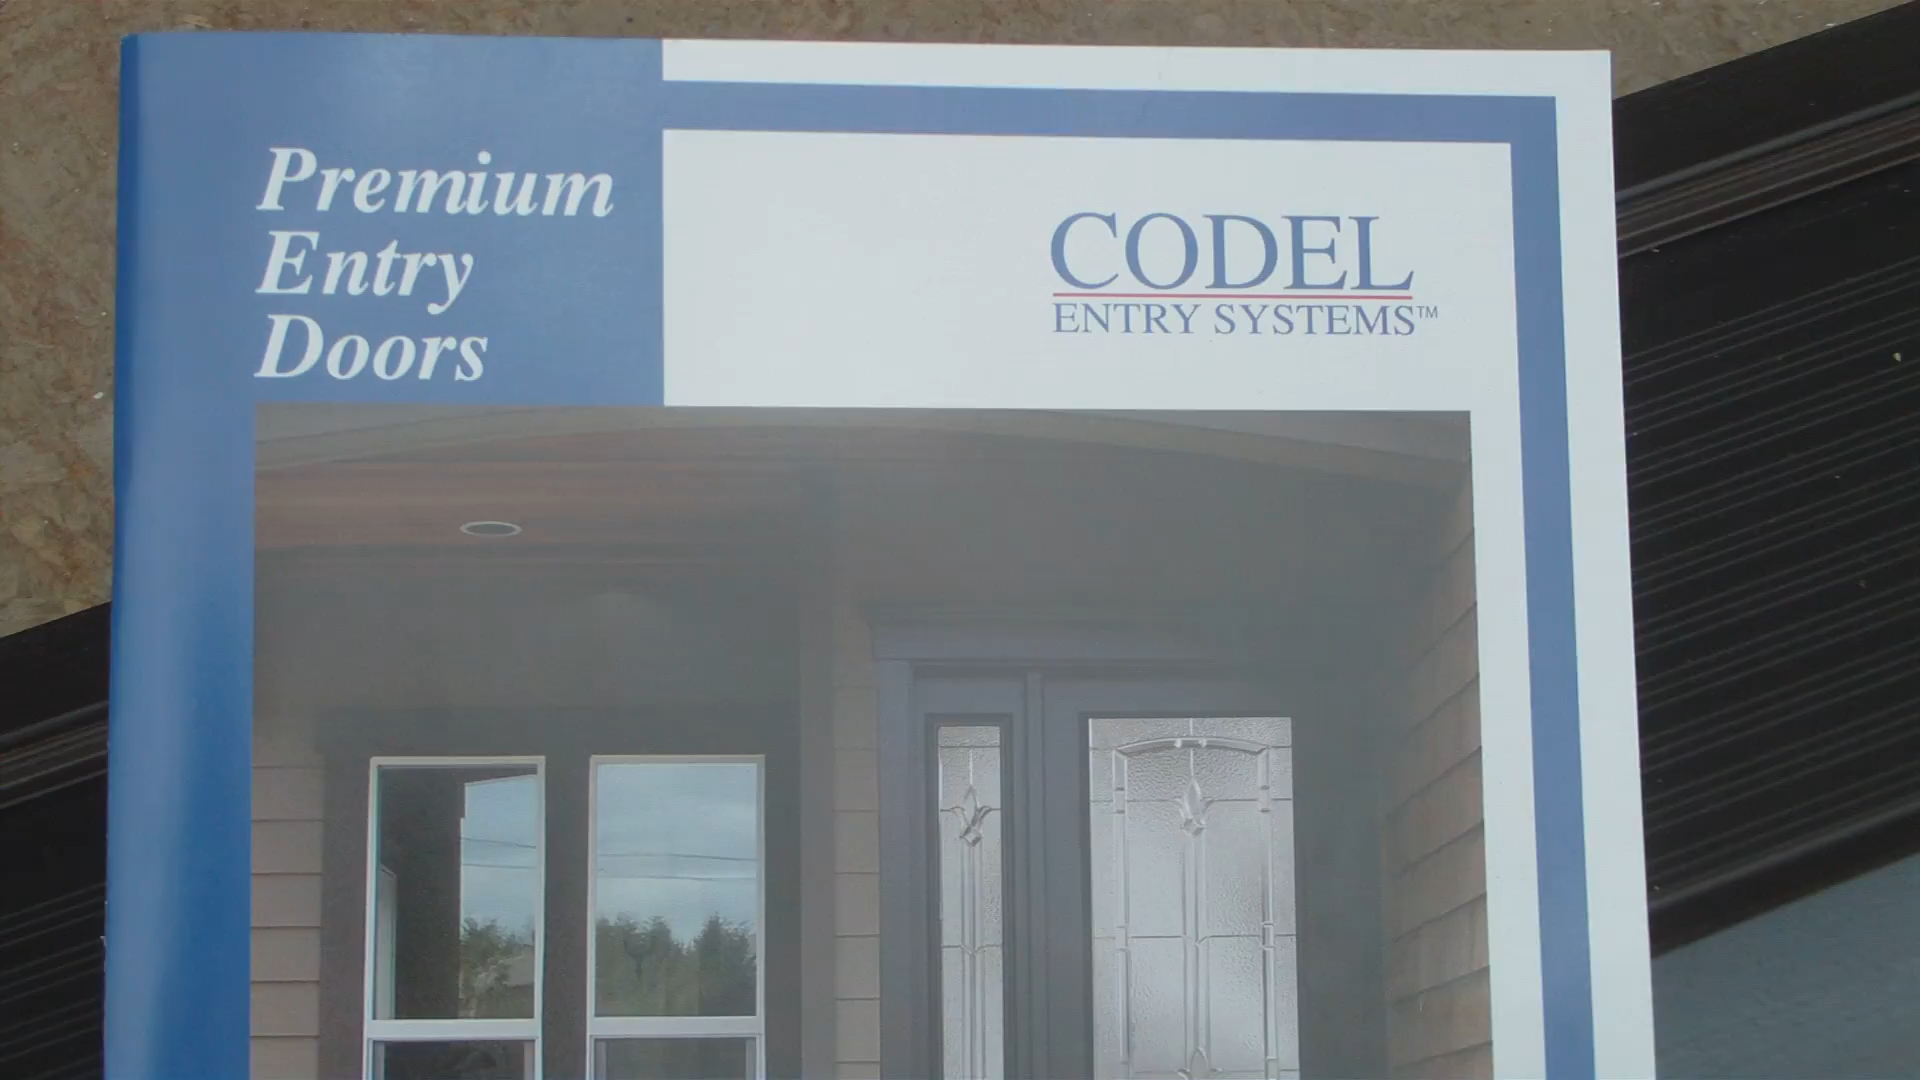 Premium
Entry
Doors
CODEL
ENTRY SYSTEMS™